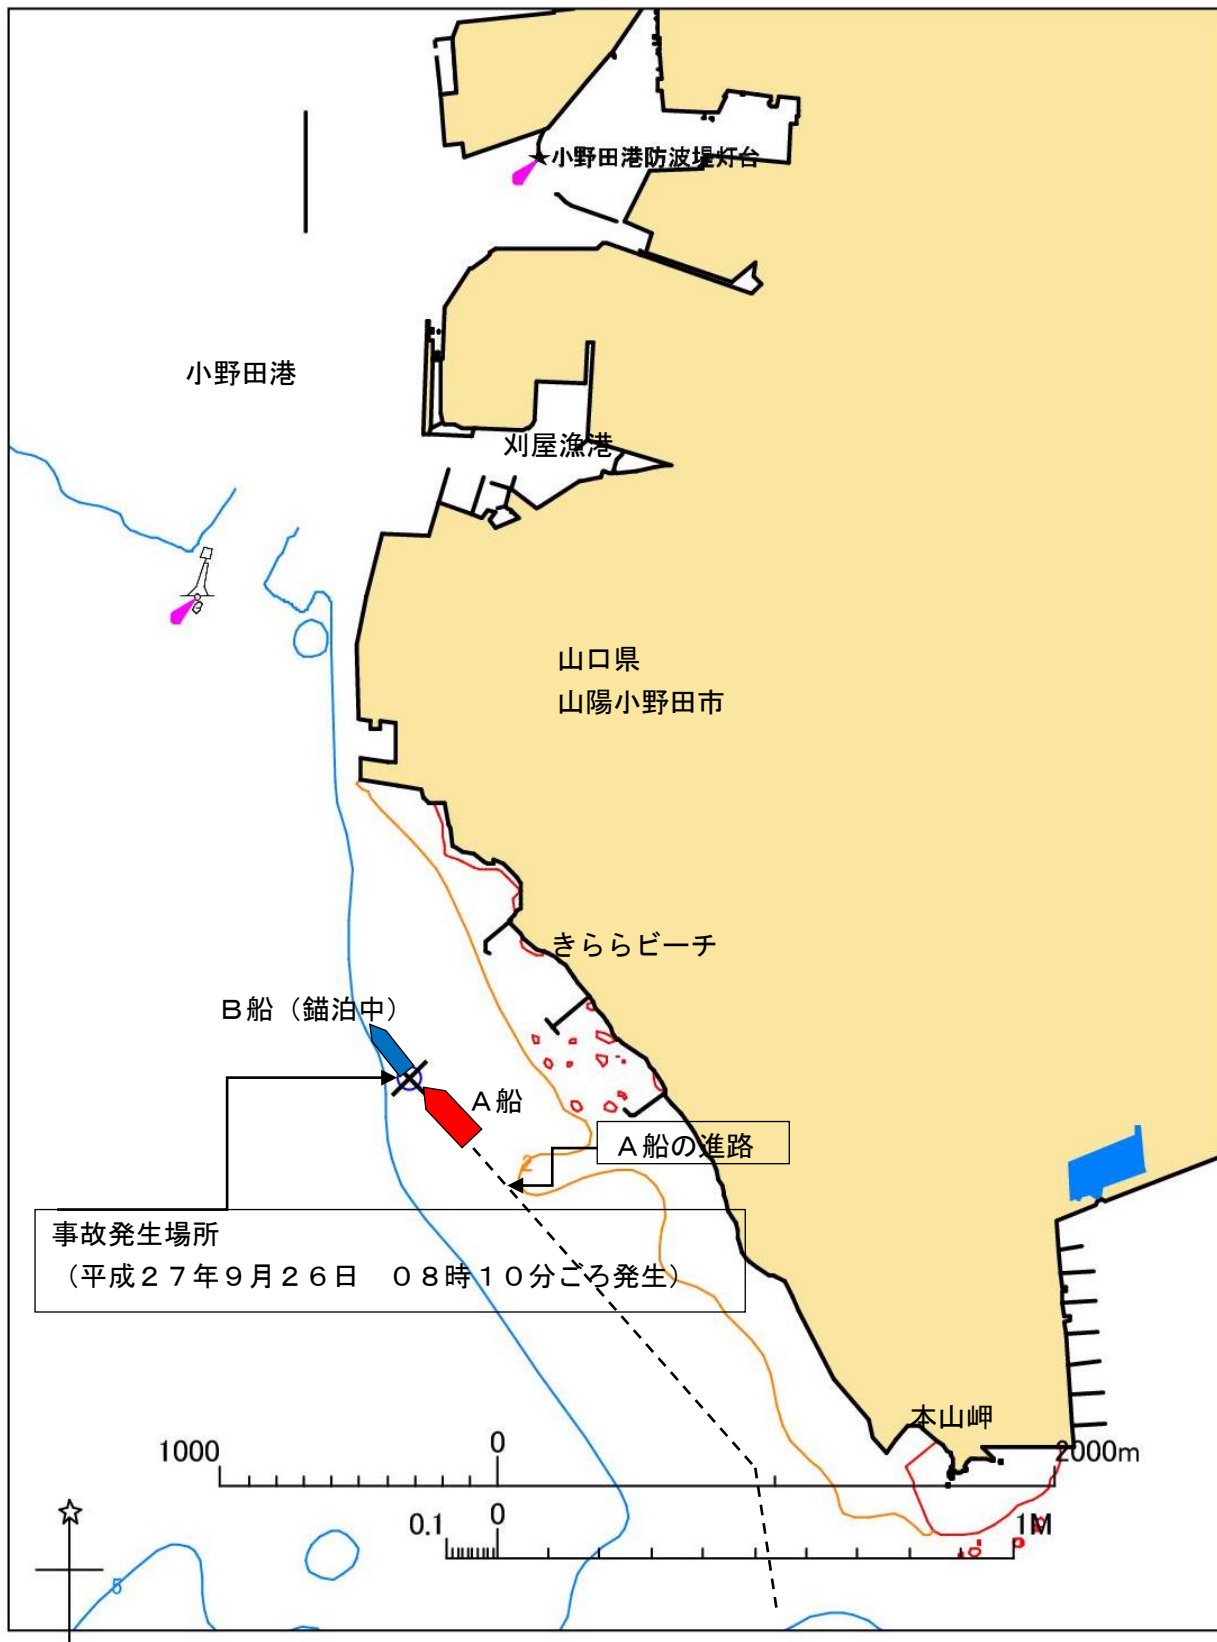 ★小野田港防波堤灯台
小野田港
刈屋漁港
山口県
山陽小野田市
きららビーチ
B船（錨泊中）
A船
A船の進路
2
事故発生場所
（平成２７年９月２６日　０８時１０分ごろ発生）
本山岬
1000
0
2000m
0.1
0
1M
5